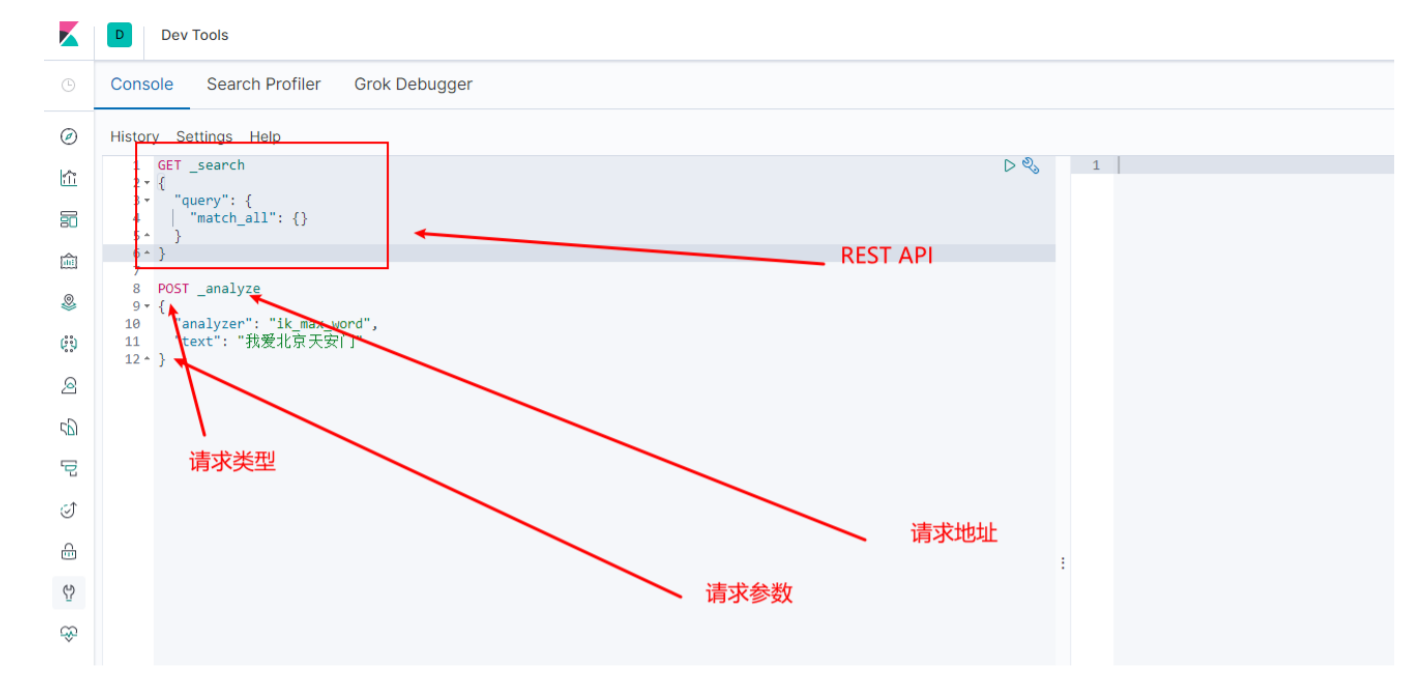 D Dev Tools
Console Search Profiler Grok Debugger
History Settings Help
1 GET _search
2 {
3 "query": {
4 "match_all": {}
5 }
6 }
7
8 POST _analyze
9 {
10 "analyzer": "ik_max_word",
11 "text": "我爱北京天安门"
12 }
1
REST API
请求类型
请求地址
请求参数